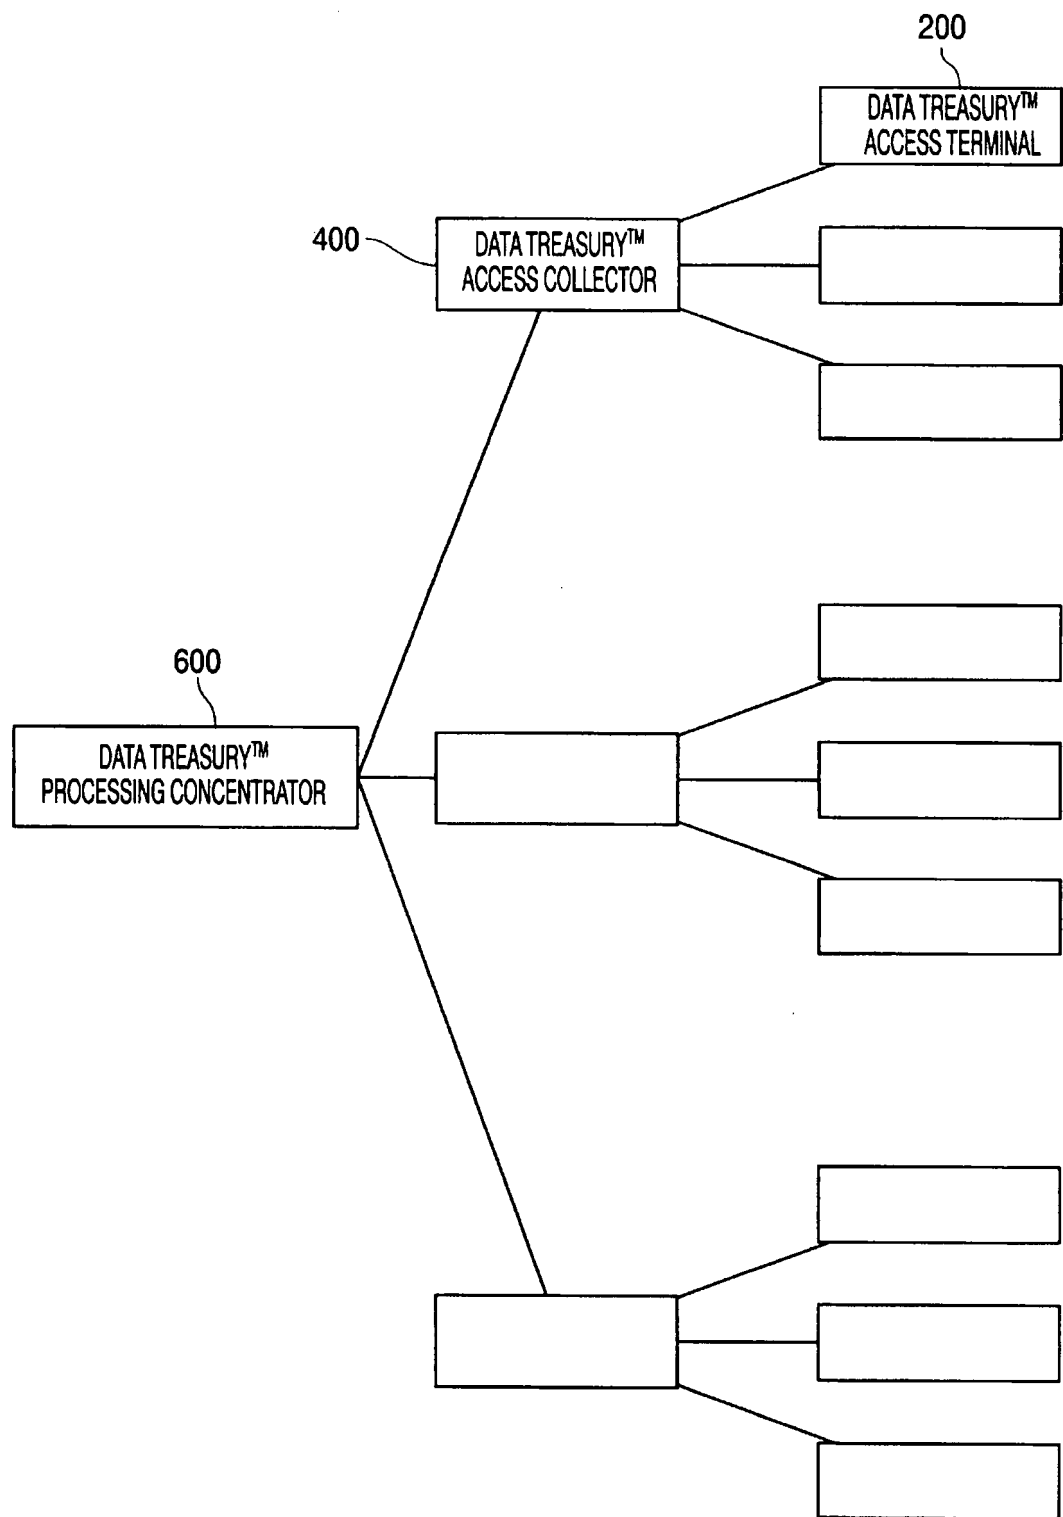 200
DATA TREASURY™
ACCESS TERMINAL
400
DATA TREASURY™
ACCESS COLLECTOR
600
DATA TREASURY™
PROCESSING CONCENTRATOR